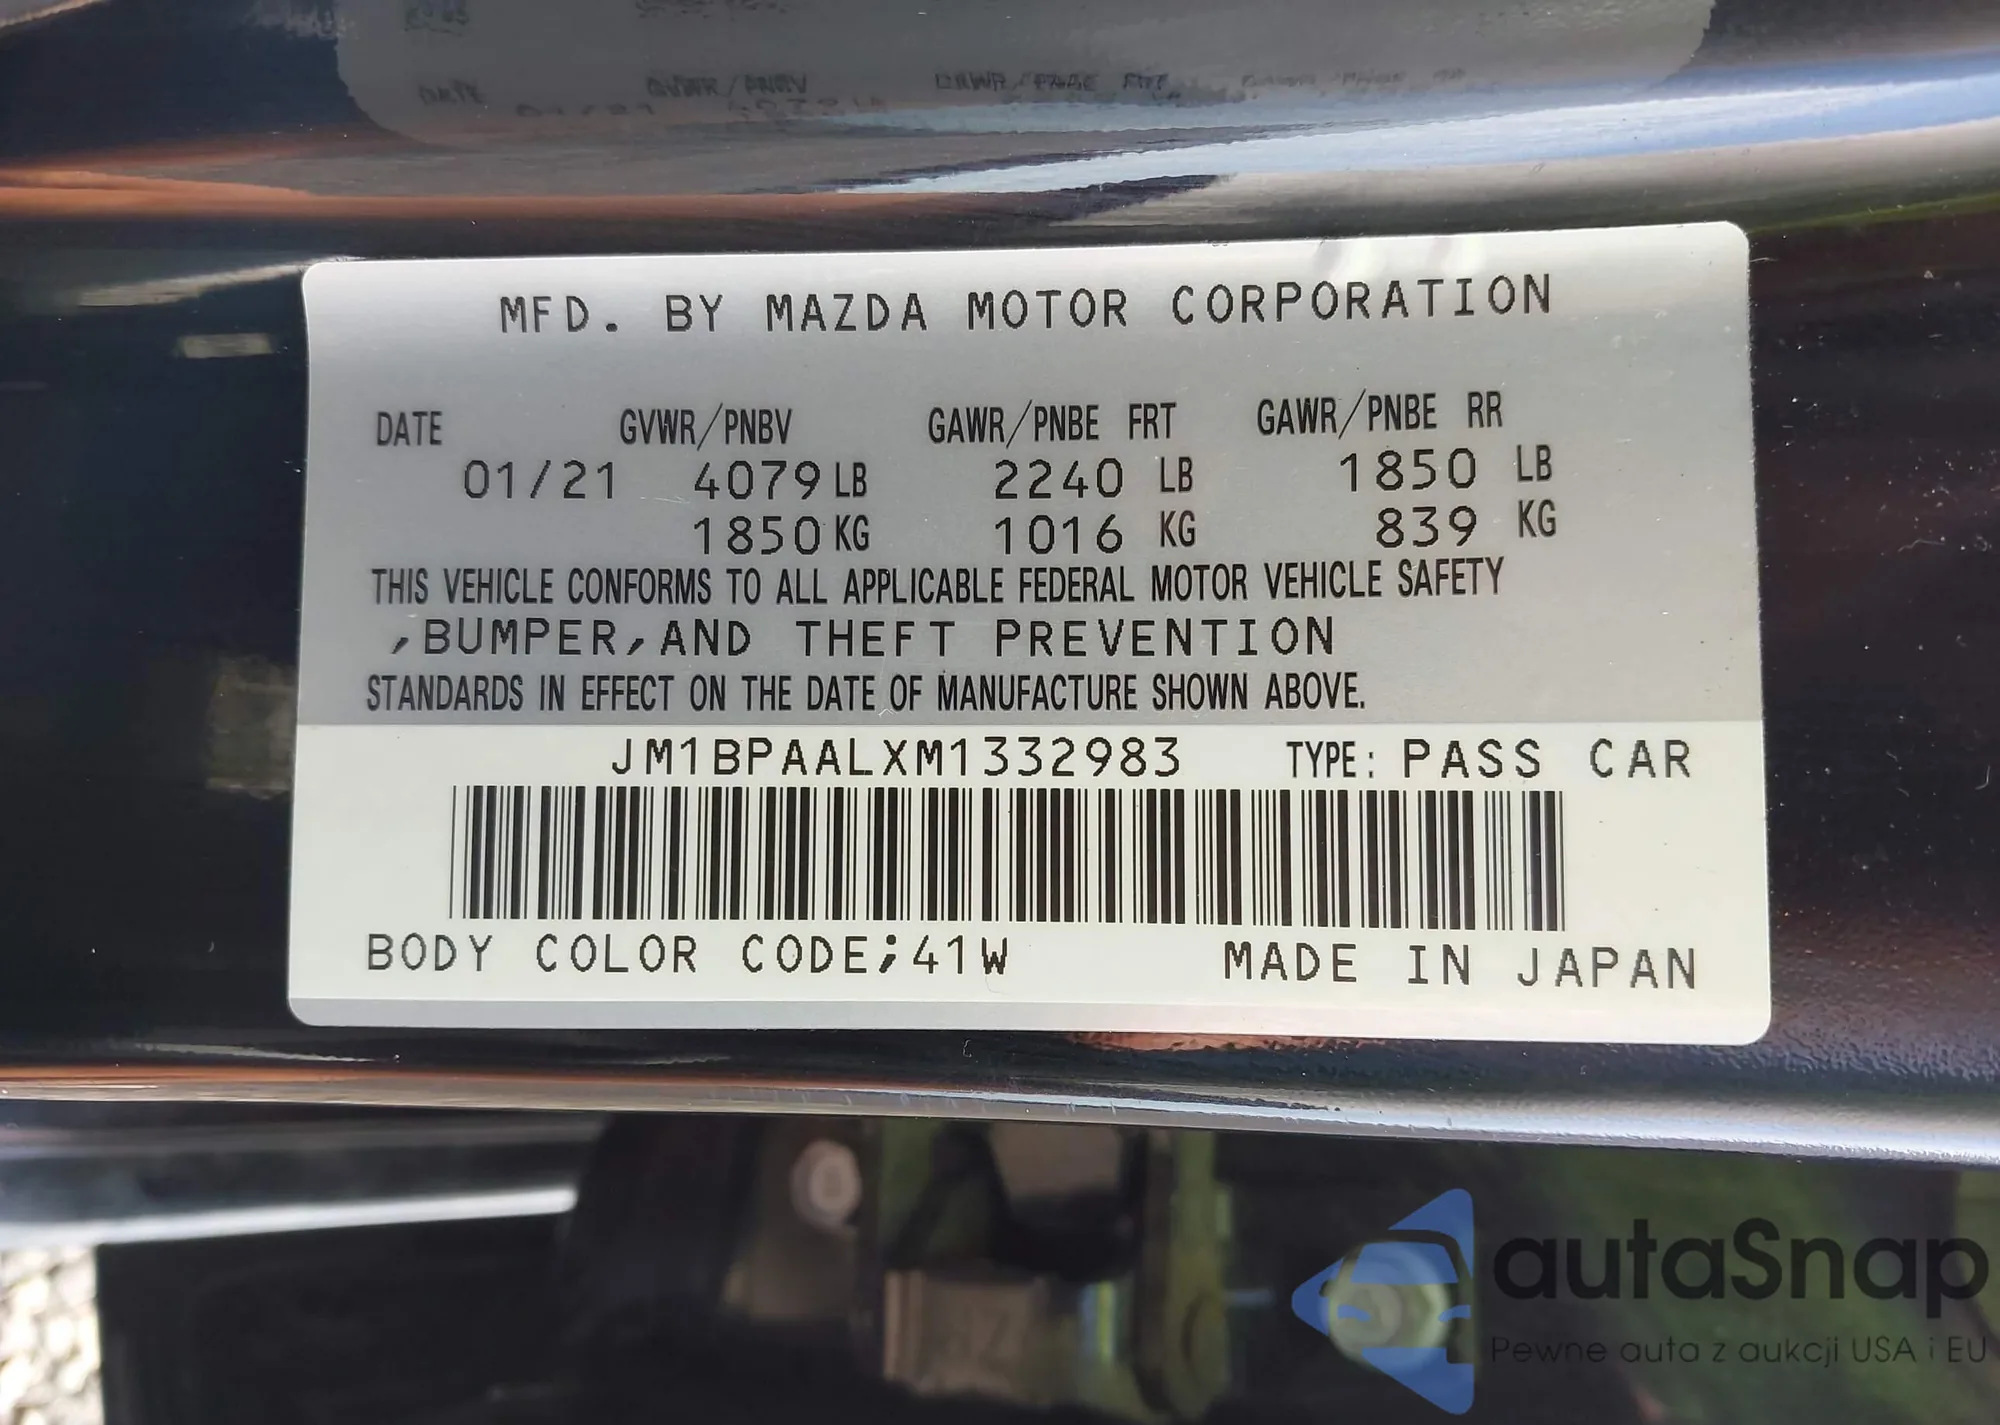 MFD. BY MAZDA MOTOR CORPORATION
DATE GVWR/PNBV GAWR/PNBE FRT GAWR/PNBE RR
01/21 4079 LB 2240 LB 1850 LB
1850 KG 1016 KG 839 KG
THIS VEHICLE CONFORMS TO ALL APPLICABLE FEDERAL MOTOR VEHICLE SAFETY
,BUMPER,AND THEFT PREVENTION
STANDARDS IN EFFECT ON THE DATE OF MANUFACTURE SHOWN ABOVE.
JM1BPAALXM1332983 TYPE: PASS CAR
BODY COLOR CODE;41W MADE IN JAPAN
autaSnap
Pewne auta z aukcji USA i EU